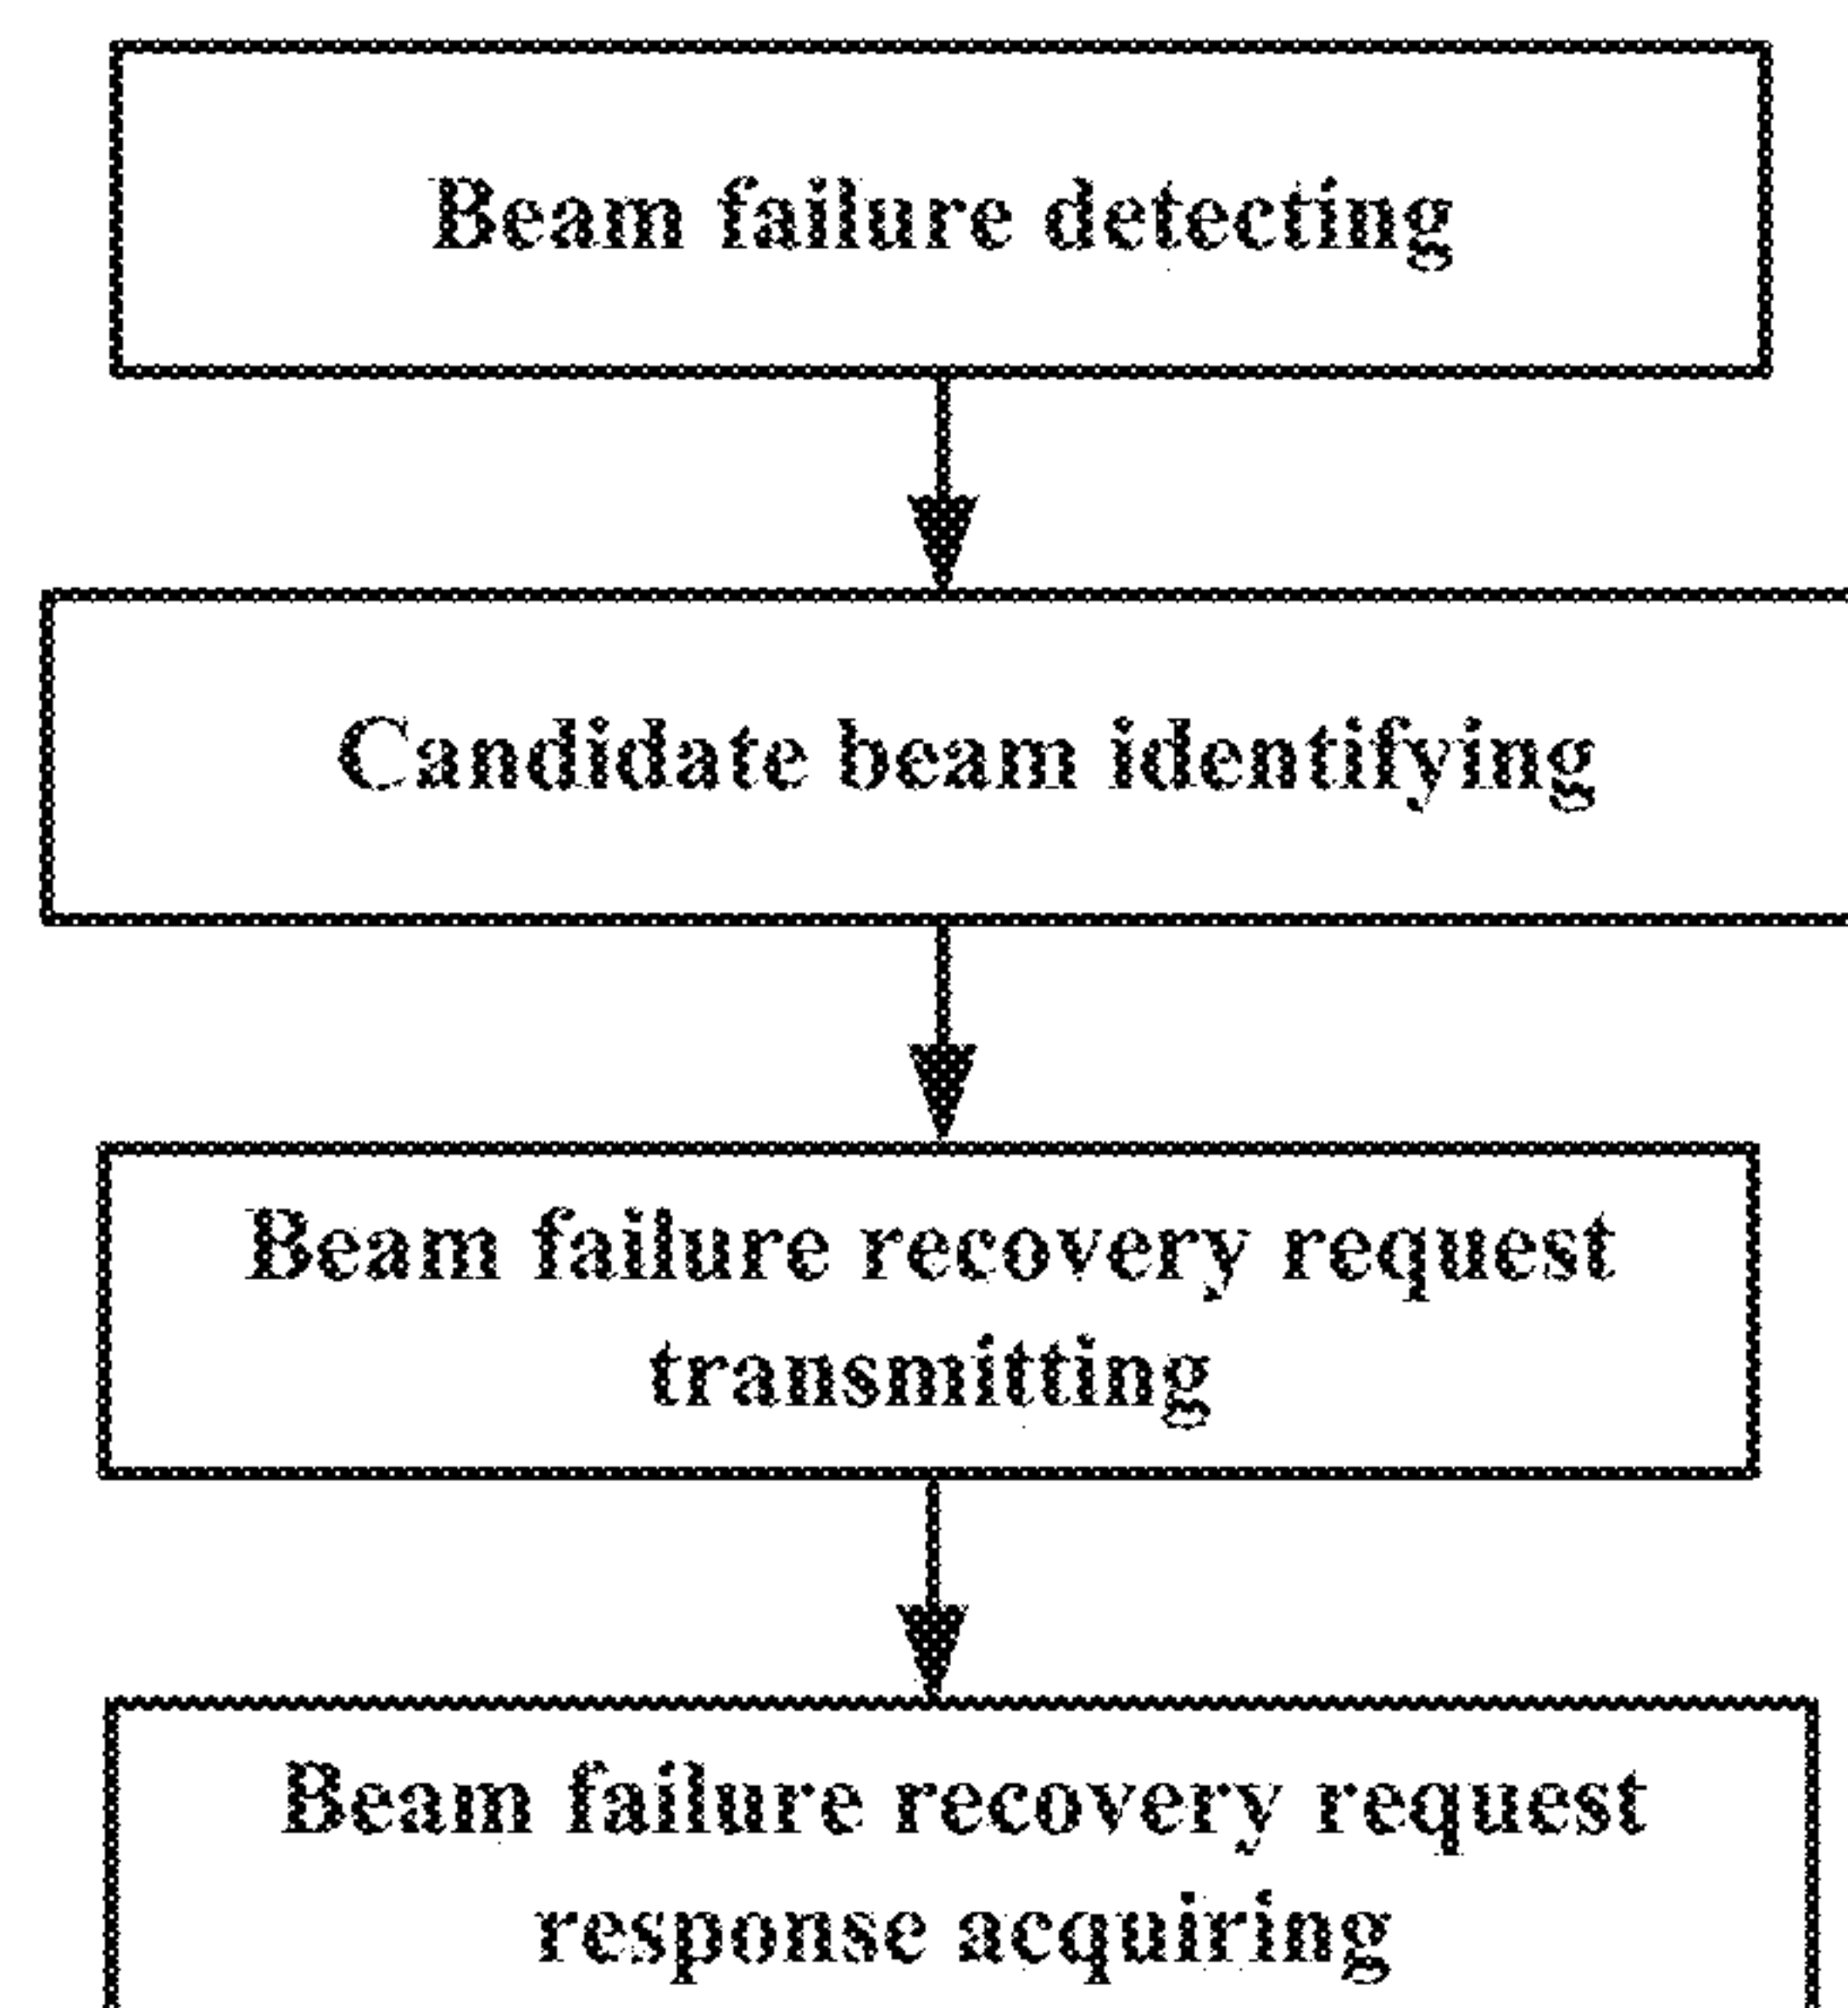 Beam failure detecting
Candidate beam identifying
Beam failure recovery request
transmitting
Beam failure recovery request
response acquiring